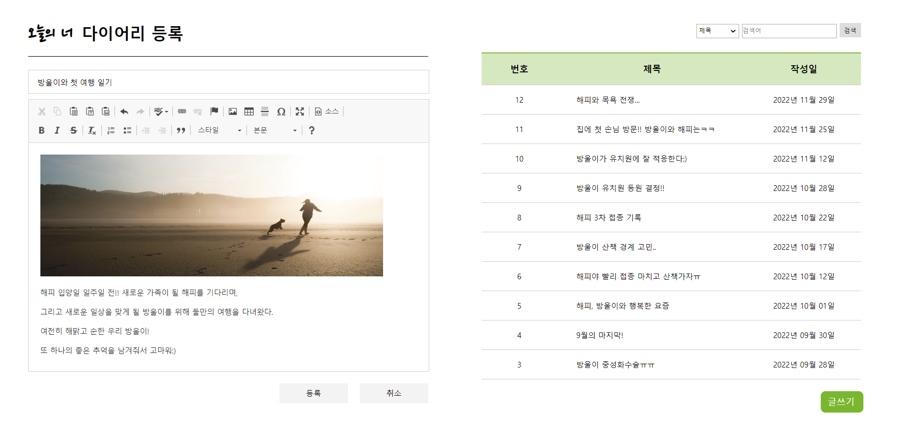 오늘의 너 다이어리 등록
방울이와 첫 여행 일기
소스
스타일 본문
해피 입양일 일주일 전!! 새로운 가족이 될 해피를 기다리며,
그리고 새로운 일상을 맞게 될 방울이를 위해 둘만의 여행을 다녀왔다.
여전히 해맑고 순한 우리 방울이!
또 하나의 좋은 추억을 남겨줘서 고마워:)
등록 취소
제목 검색어 검색
번호 제목 작성일
12 해피와 목욕 전쟁... 2022년 11월 29일
11 집에 첫 손님 방문!! 방울이와 해피는ㅋㅋ 2022년 11월 25일
10 방울이가 유치원에 잘 적응한다:) 2022년 11월 12일
9 방울이 유치원 등원 결정!! 2022년 10월 28일
8 해피 3차 접종 기록 2022년 10월 22일
7 방울이 산책 경계 고민.. 2022년 10월 17일
6 해피야 빨리 접종 마치고 산책가자ㅠ 2022년 10월 12일
5 해피, 방울이와 행복한 요즘 2022년 10월 01일
4 9월의 마지막! 2022년 09월 30일
3 방울이 중성화수술ㅠㅠ 2022년 09월 28일
글쓰기